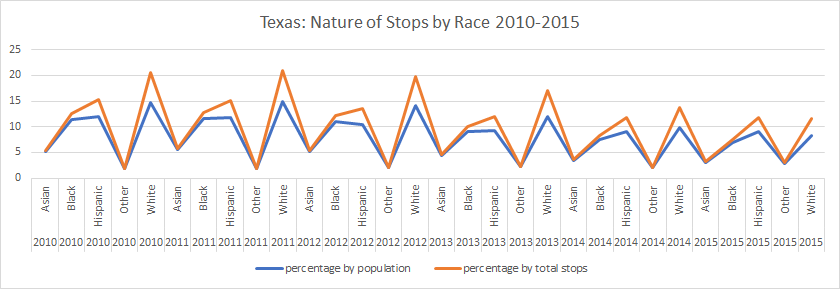 Texas: Nature of Stops by Race 2010-2015
25
20
15
10
5
0
Asian Black Hispanic Other White Asian Black Hispanic Other White Asian Black Hispanic Other White Asian Black Hispanic Other White Asian Black Hispanic Other White Asian Black Hispanic Other White
2010 2010 2010 2010 2010 2011 2011 2011 2011 2011 2012 2012 2012 2012 2012 2013 2013 2013 2013 2013 2014 2014 2014 2014 2014 2015 2015 2015 2015 2015
percentage by population percentage by total stops